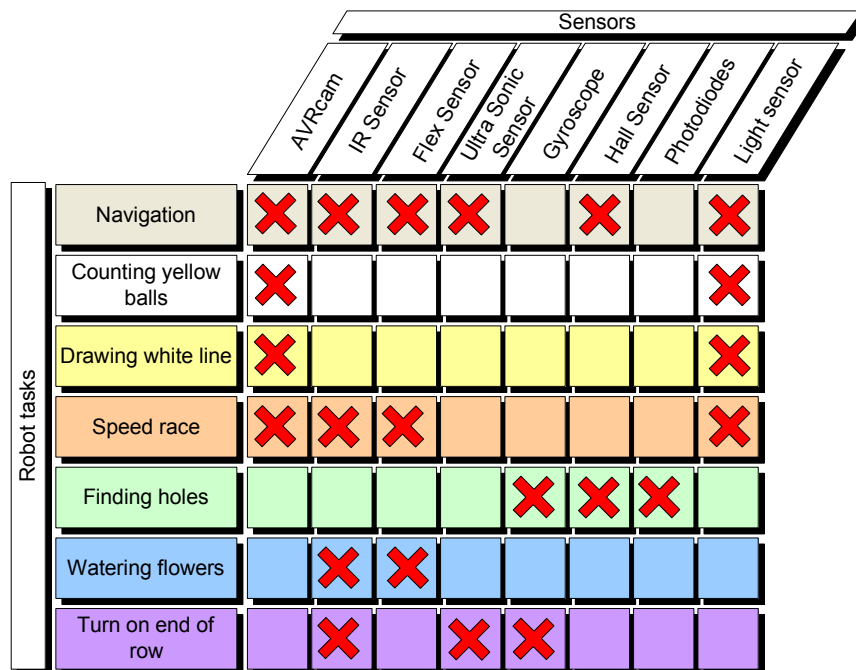 Sensors
AVRcam
IR Sensor
Flex Sensor
Ultra Sonic
Sensor
Gyroscope
Hall Sensor
Photodiodes
Light sensor
Robot tasks
Navigation
Counting yellow
balls
Drawing white line
Speed race
Finding holes
Watering flowers
Turn on end of
row